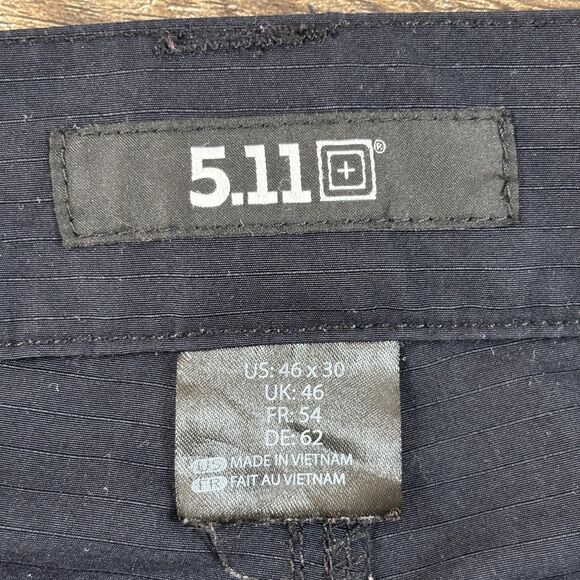 5.11®
US: 46 x 30
UK: 46
FR: 54
DE: 62
US MADE IN VIETNAM
FR FAIT AU VIETNAM